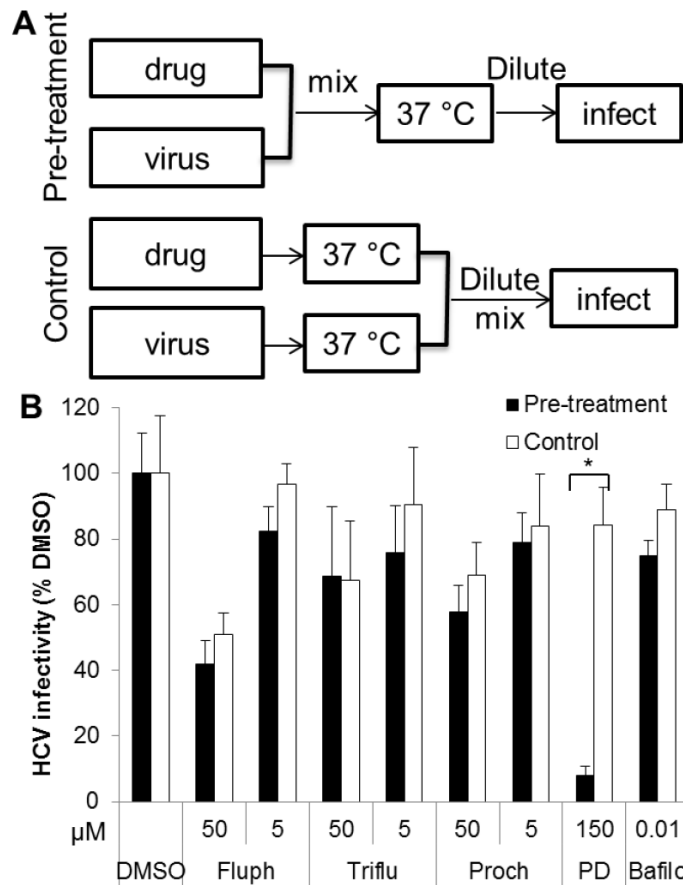 A
Pre-treatment
drug
virus
mix
37 °C
Dilute
infect
Control
drug
virus
37 °C
37 °C
Dilute
mix
infect
B
Pre-treatment
Control
*
HCV infectivity (% DMSO)
120
100
80
60
40
20
0
µM 50 5 50 5 50 5 150 0.01
DMSO Fluph Triflu Proch PD Bafilo